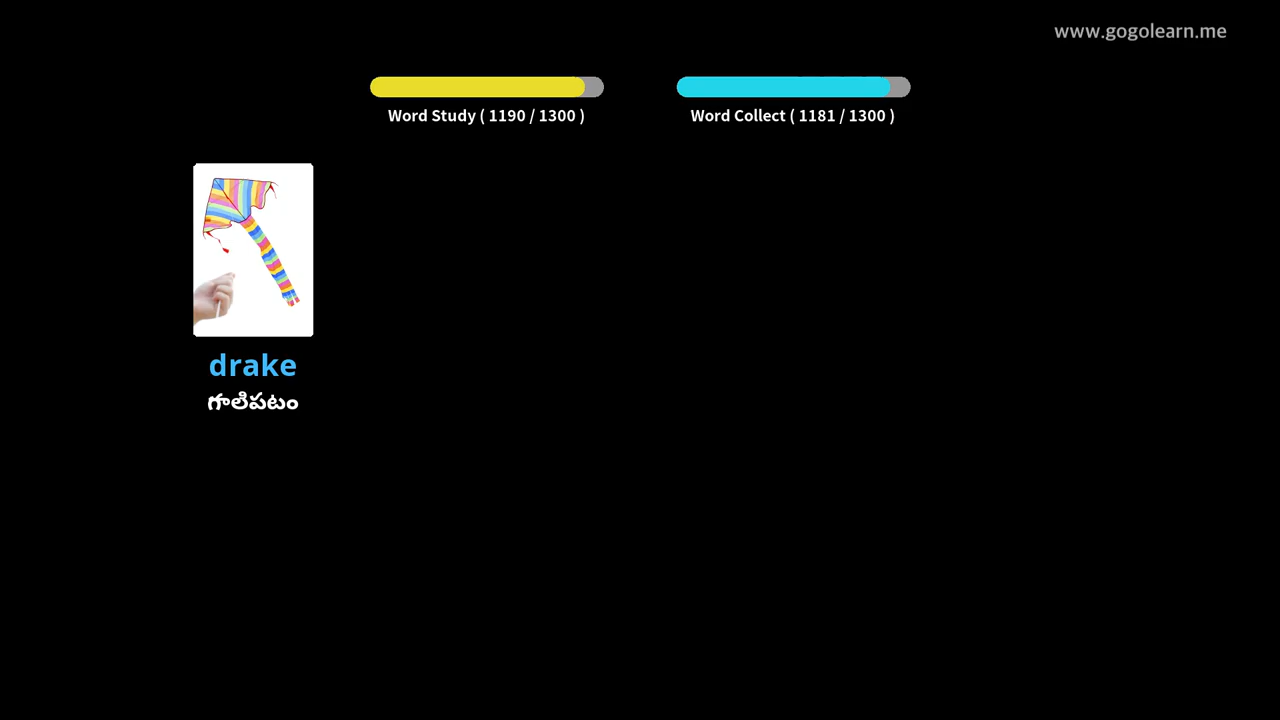 www.gogolearn.me
Word Study ( 1190 / 1300 )
Word Collect ( 1181 / 1300 )
drake
గాలిపటం